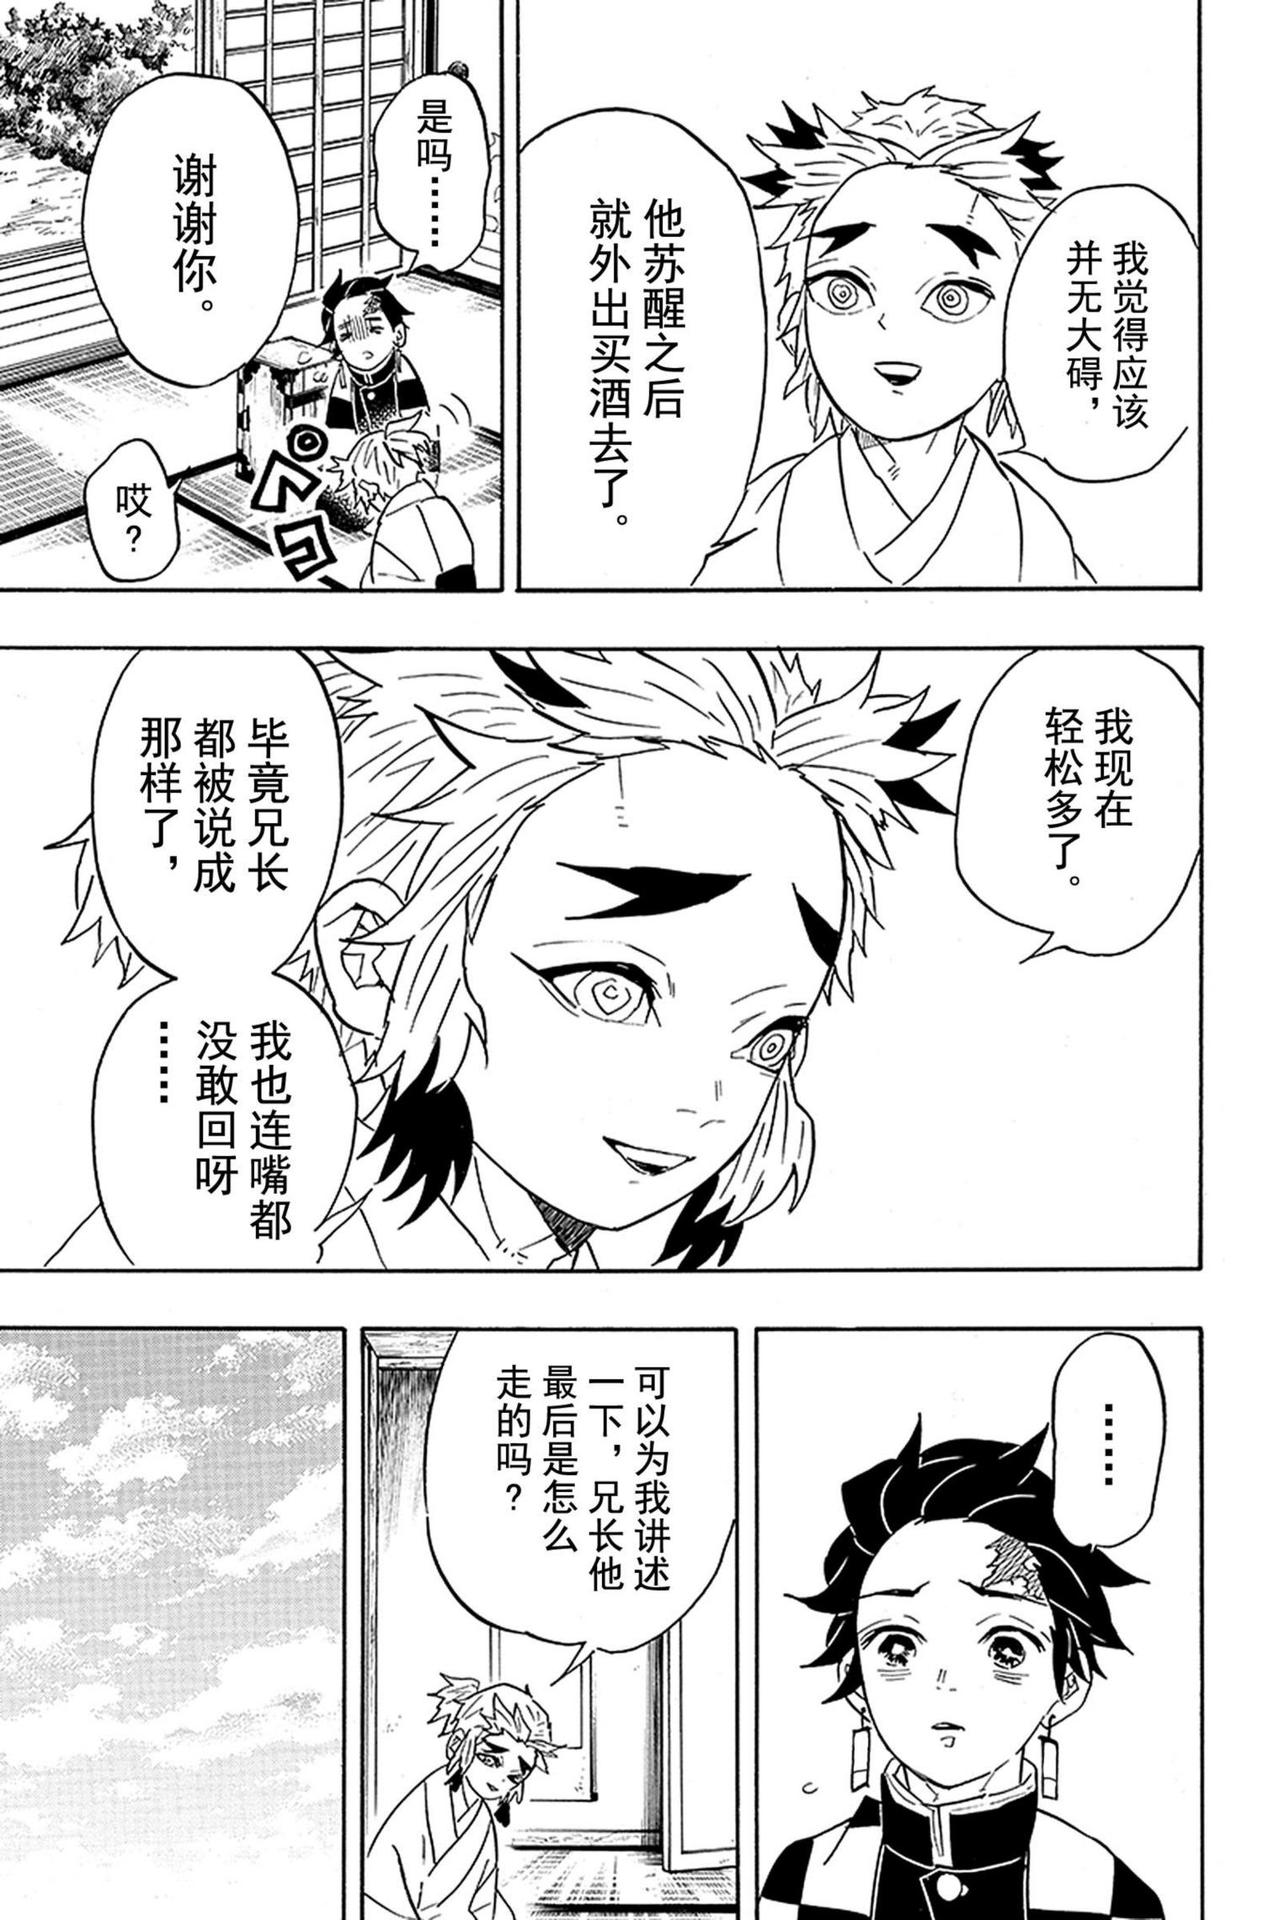 我觉得应该
并无大碍，
他苏醒之后
就外出买酒去了。
是吗……
谢谢你。
ペコ
哎？
我现在
轻松多了。
毕竟兄长
都被说成
那样了，
我也连嘴都
没敢回呀
……
……
可以为我讲述
一下，兄长他
最后是怎么
走的吗？